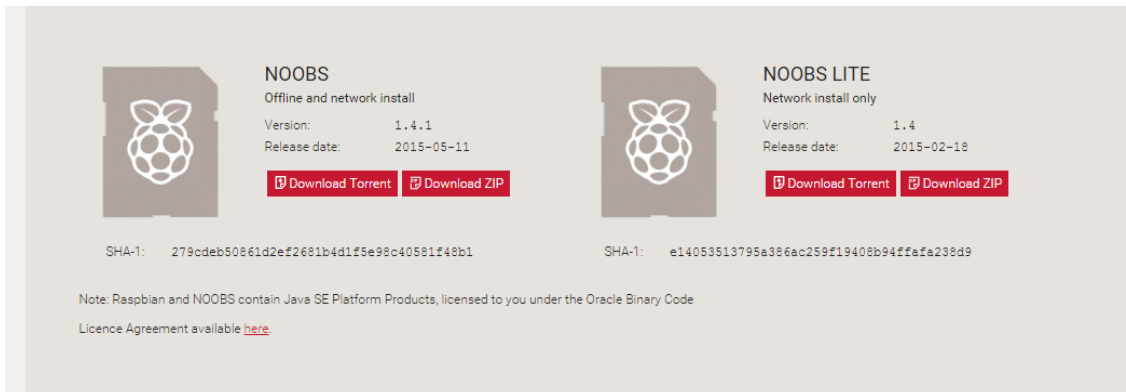 NOOBS
Offline and network install
Version: 1.4.1
Release date: 2015-05-11
Download Torrent Download ZIP
SHA-1: 279cdeb50861d2ef2681b4d1f5e98c40581f48b1
NOOBS LITE
Network install only
Version: 1.4
Release date: 2015-02-18
Download Torrent Download ZIP
SHA-1: e14053513795a386ac259f19408b94ffafa238d9
Note: Raspbian and NOOBS contain Java SE Platform Products, licensed to you under the Oracle Binary Code
Licence Agreement available here.